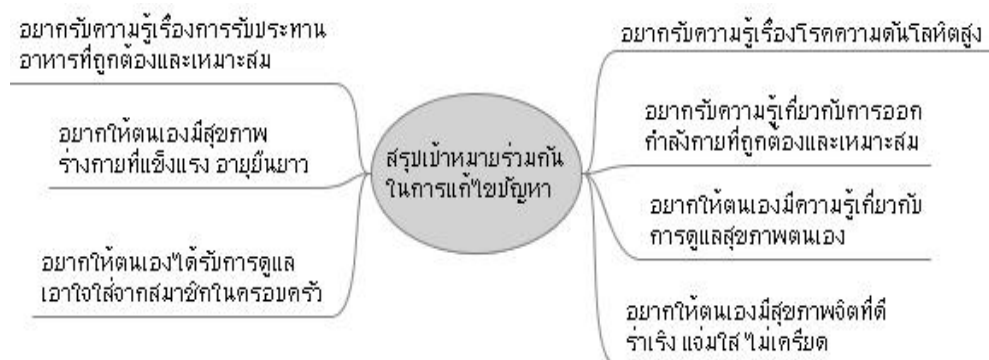 อยากรับความรู้เรื่องการรับประทาน
อาหารที่ถูกต้องและเหมาะสม
อยากให้ตนเองมีสุขภาพ
ร่างกายที่แข็งแรง อายุยืนยาว
อยากให้ตนเองได้รับการดูแล
เอาใจใส่จากสมาชิกในครอบครัว
สรุปเป้าหมายร่วมกัน
ในการแก้ไขปัญหา
อยากรับความรู้เรื่องโรคความดันโลหิตสูง
อยากรับความรู้เกี่ยวกับการออก
กำลังกายที่ถูกต้องและเหมาะสม
อยากให้ตนเองมีความรู้เกี่ยวกับ
การดูแลสุขภาพตนเอง
อยากให้ตนเองมีสุขภาพจิตที่ดี
ร่าเริง แจ่มใส ไม่เครียด